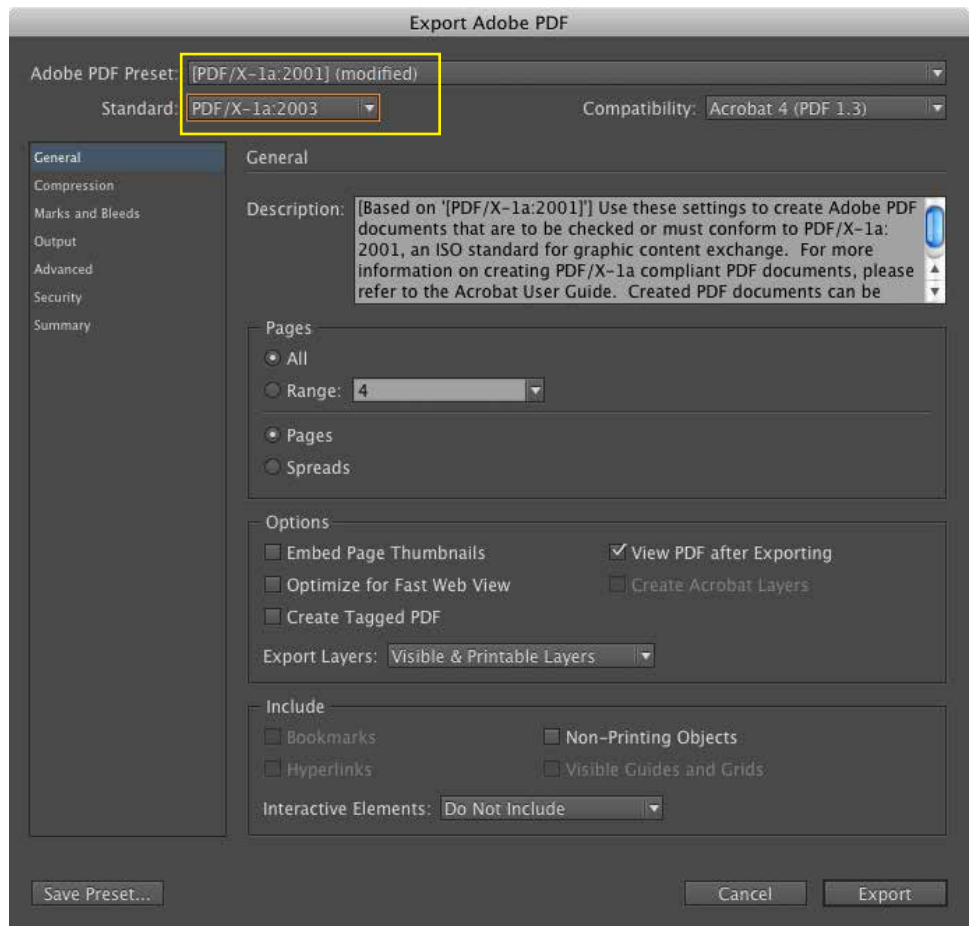 Export Adobe PDF
Adobe PDF Preset: [PDF/X-1a:2001] (modified)
Standard: PDF/X-1a:2003 Compatibility: Acrobat 4 (PDF 1.3)
General
Compression
Marks and Bleeds
Output
Advanced
Security
Summary
General
Description: [Based on '[PDF/X-1a:2001]'] Use these settings to create Adobe PDF
documents that are to be checked or must conform to PDF/X-1a:
2001, an ISO standard for graphic content exchange. For more
information on creating PDF/X-1a compliant PDF documents, please
refer to the Acrobat User Guide. Created PDF documents can be
Pages
All
Range: 4
Pages
Spreads
Options
Embed Page Thumbnails View PDF after Exporting
Optimize for Fast Web View Create Acrobat Layers
Create Tagged PDF
Export Layers: Visible & Printable Layers
Include
Bookmarks Non-Printing Objects
Hyperlinks Visible Guides and Grids
Interactive Elements: Do Not Include
Save Preset... Cancel Export